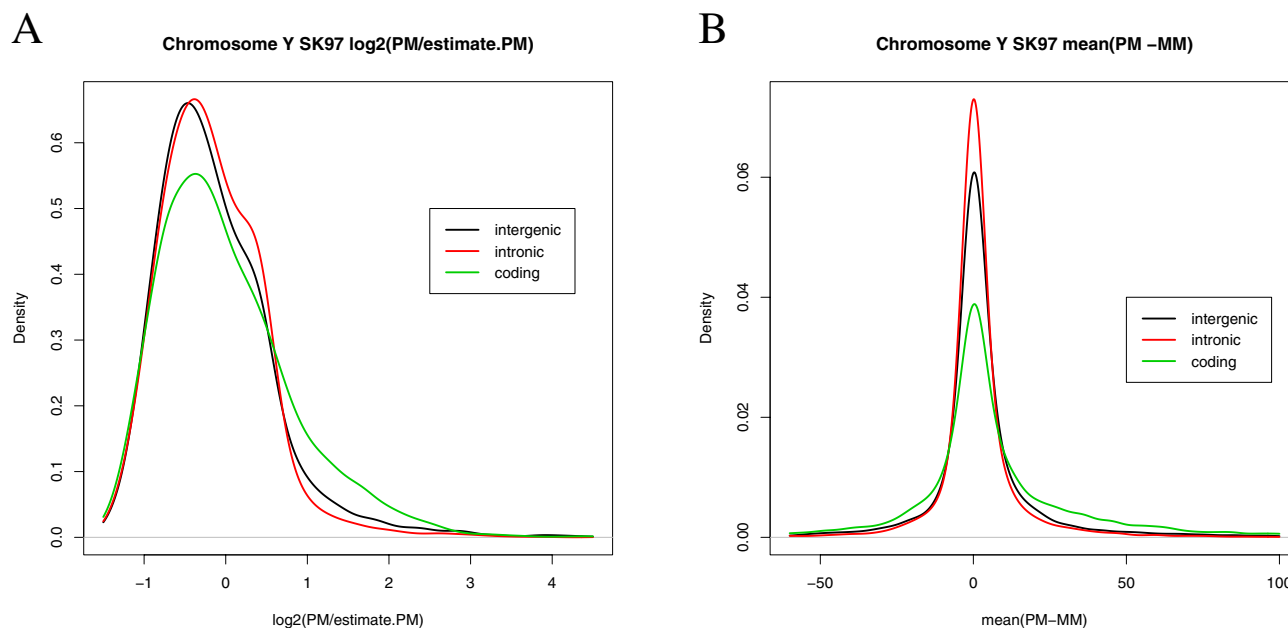 A
Chromosome Y SK97 log2(PM/estimate.PM)
Density
0.0
0.1
0.2
0.3
0.4
0.5
0.6
intergenic
intronic
coding
−1
0
1
2
3
4
log2(PM/estimate.PM)
B
Chromosome Y SK97 mean(PM −MM)
Density
0.00
0.02
0.04
0.06
intergenic
intronic
coding
−50
0
50
100
mean(PM−MM)